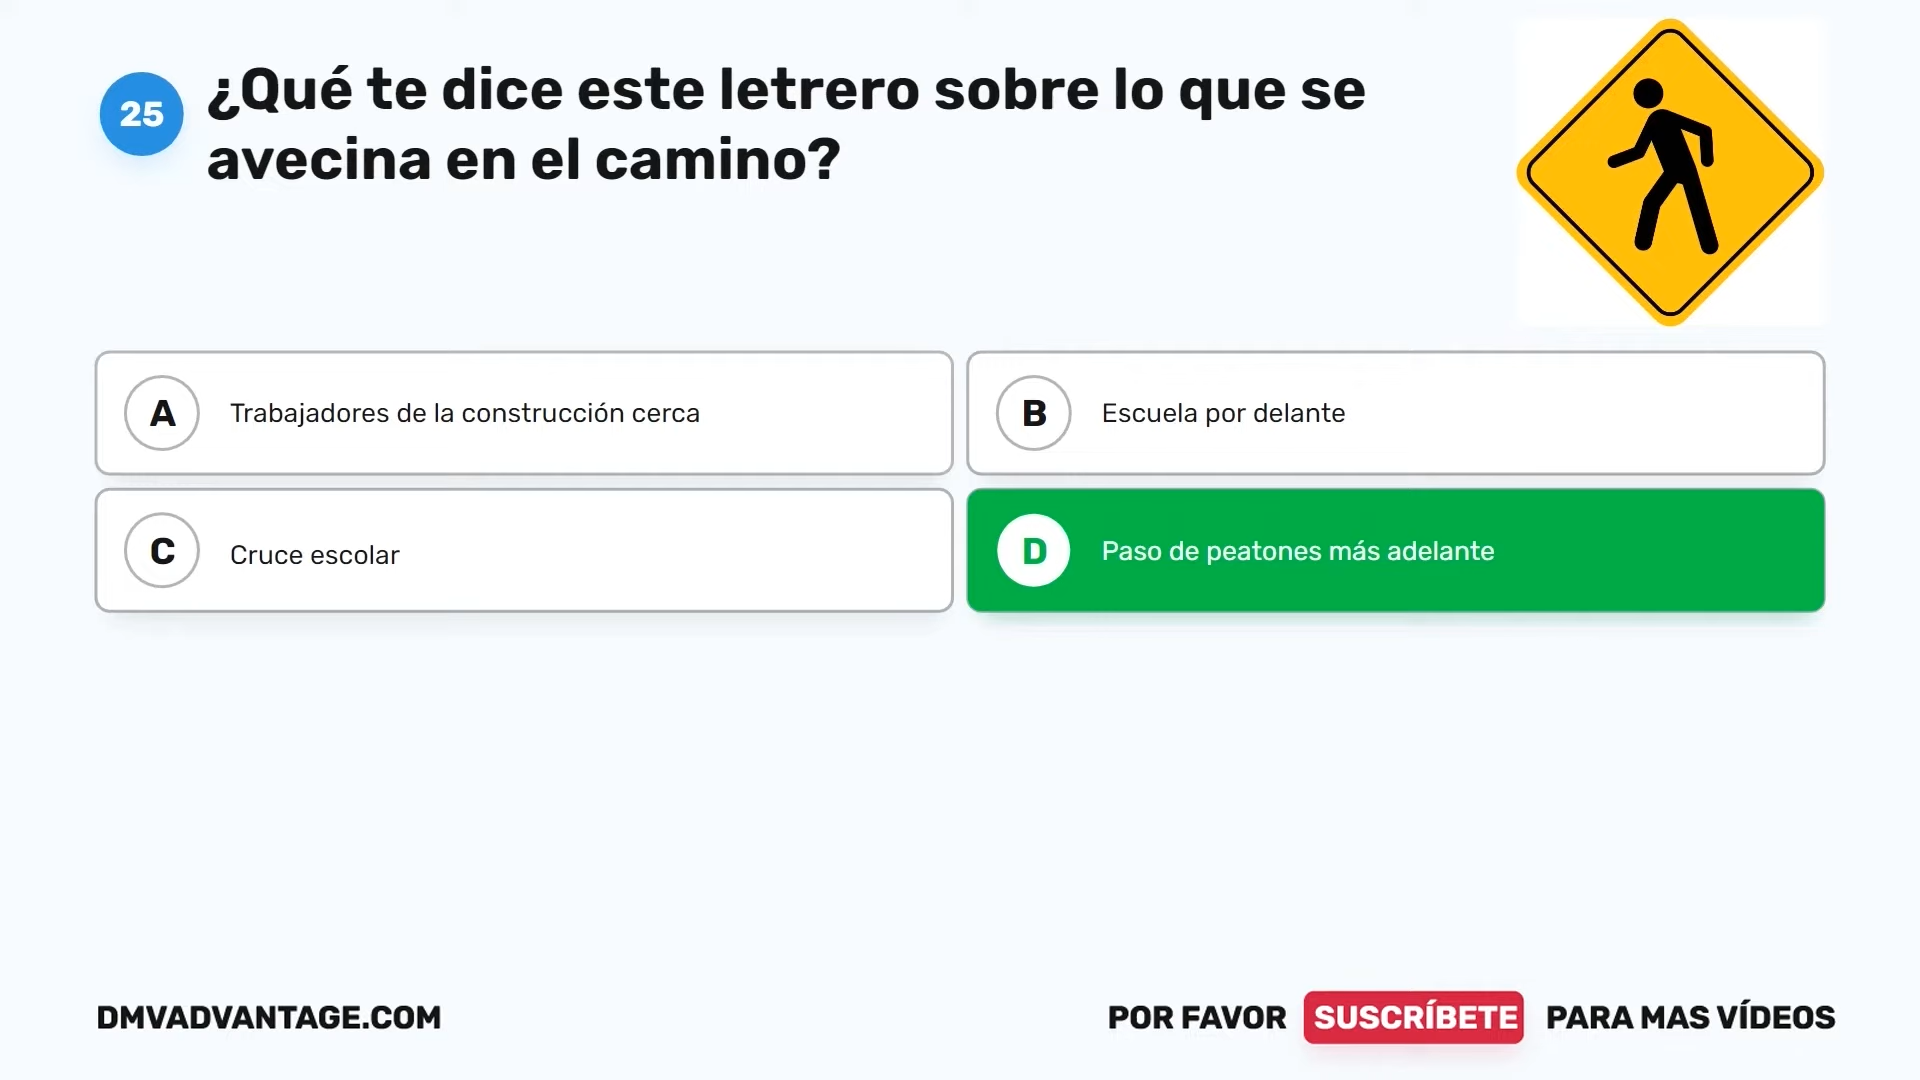 25
¿Qué te dice este letrero sobre lo que se
avecina en el camino?
A
Trabajadores de la construcción cerca
B
Escuela por delante
C
Cruce escolar
D
Paso de peatones más adelante
DMVADVANTAGE.COM
POR FAVOR SUSCRÍBETE PARA MAS VÍDEOS